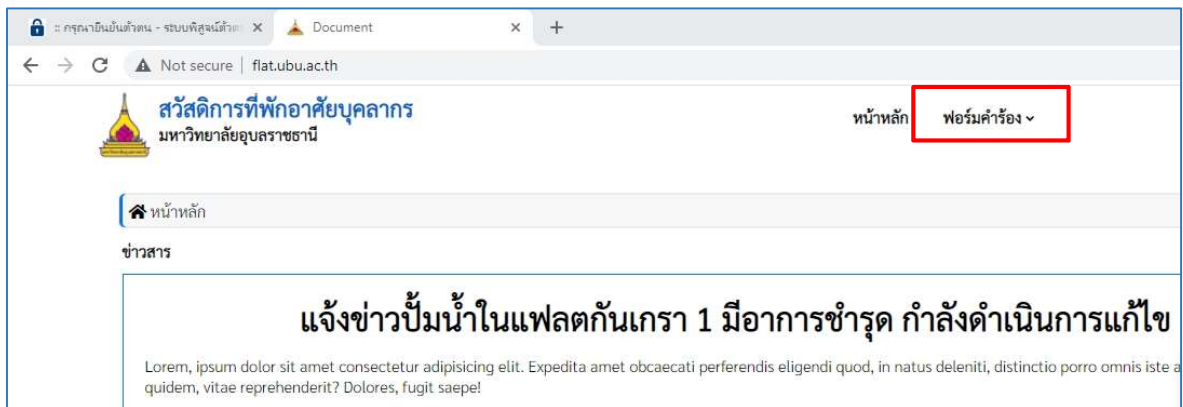 :: กรุณายืนยันตัวตน - ระบบพิสูจน์ตัวต
Document
Not secure | flat.ubu.ac.th
สวัสดิการที่พักอาศัยบุคลากร
มหาวิทยาลัยอุบลราชธานี
หน้าหลัก ฟอร์มคำร้อง
หน้าหลัก
ข่าวสาร
แจ้งข่าวปั้มน้ำในแฟลตกันเกรา 1 มีอาการชำรุด กำลังดำเนินการแก้ไข
Lorem, ipsum dolor sit amet consectetur adipisicing elit. Expedita amet obcaecati perferendis eligendi quod, in natus deleniti, distinctio porro omnis iste a
quidem, vitae reprehenderit? Dolores, fugit saepe!